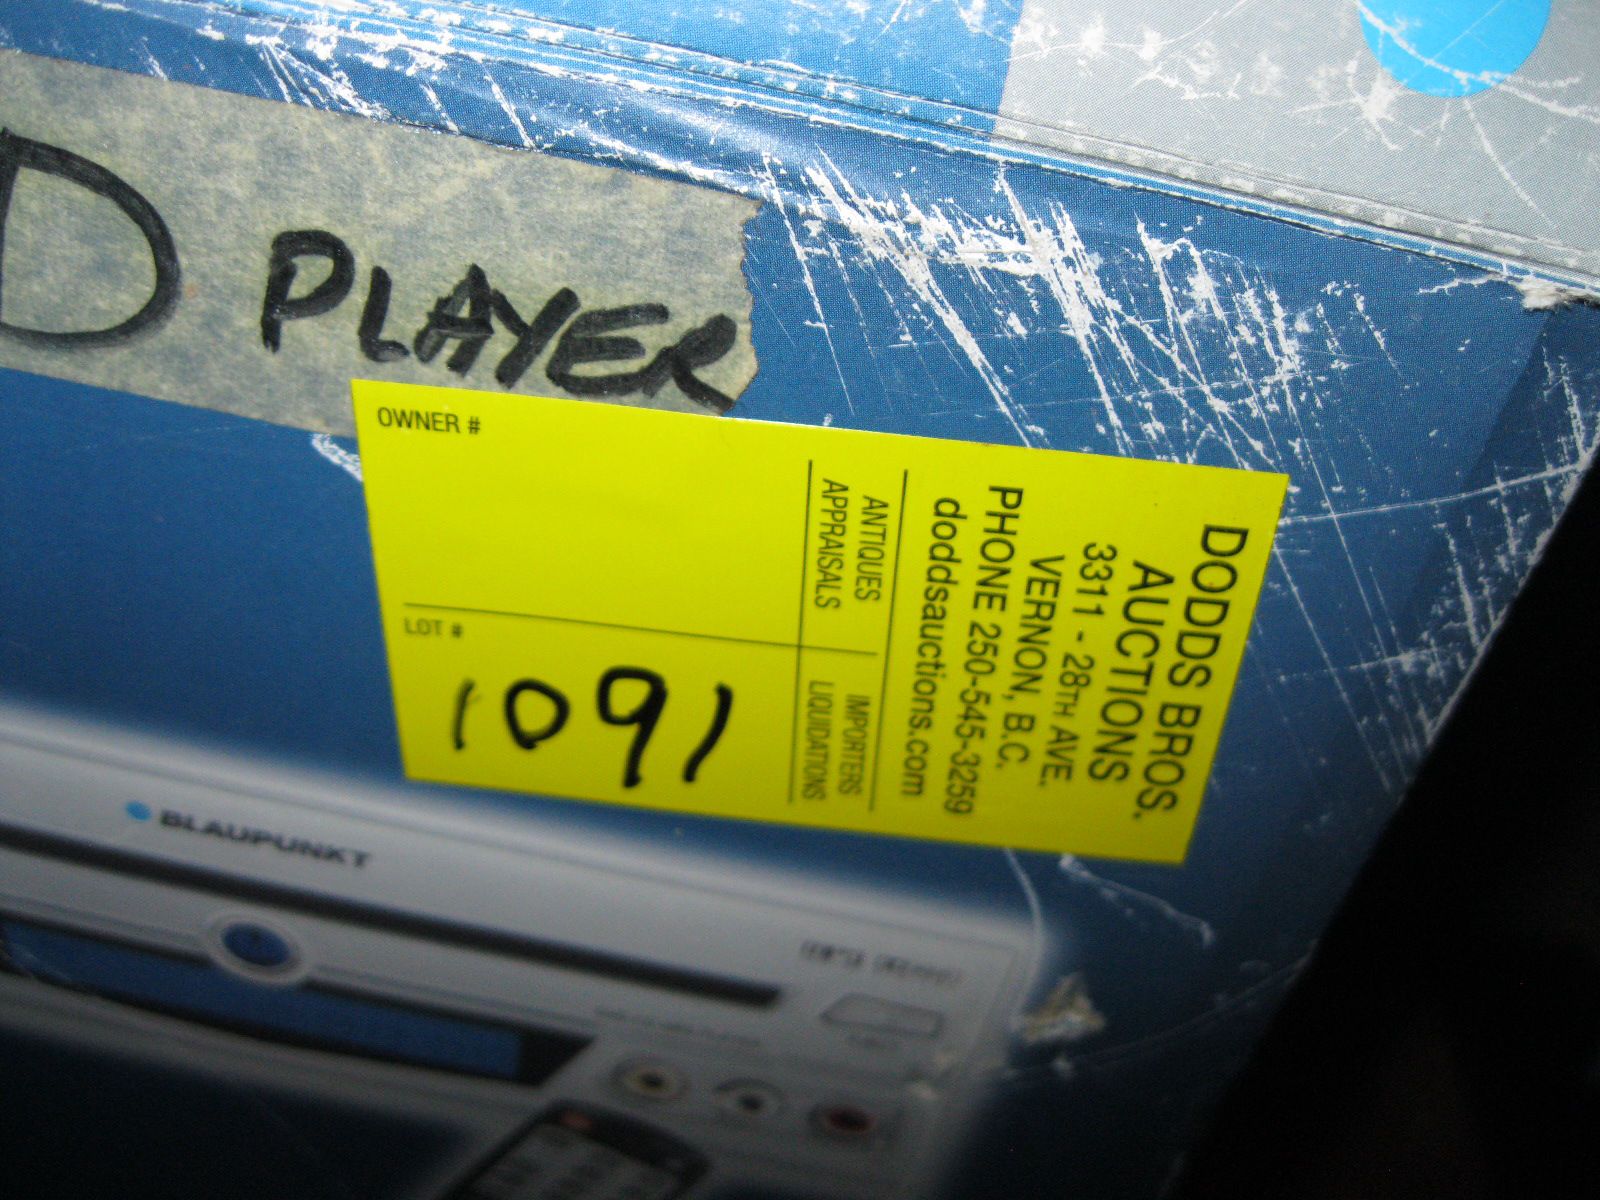 D PLAYER
OWNER #
LOT #
1091
ANTIQUES
APPRAISALS
IMPORTERS
LIQUIDATIONS
DODDS BROS.
AUCTIONS
3311 - 28TH AVE.
VERNON, B.C.
PHONE 250-545-3259
doddsauctions.com
BLAUPUNKT